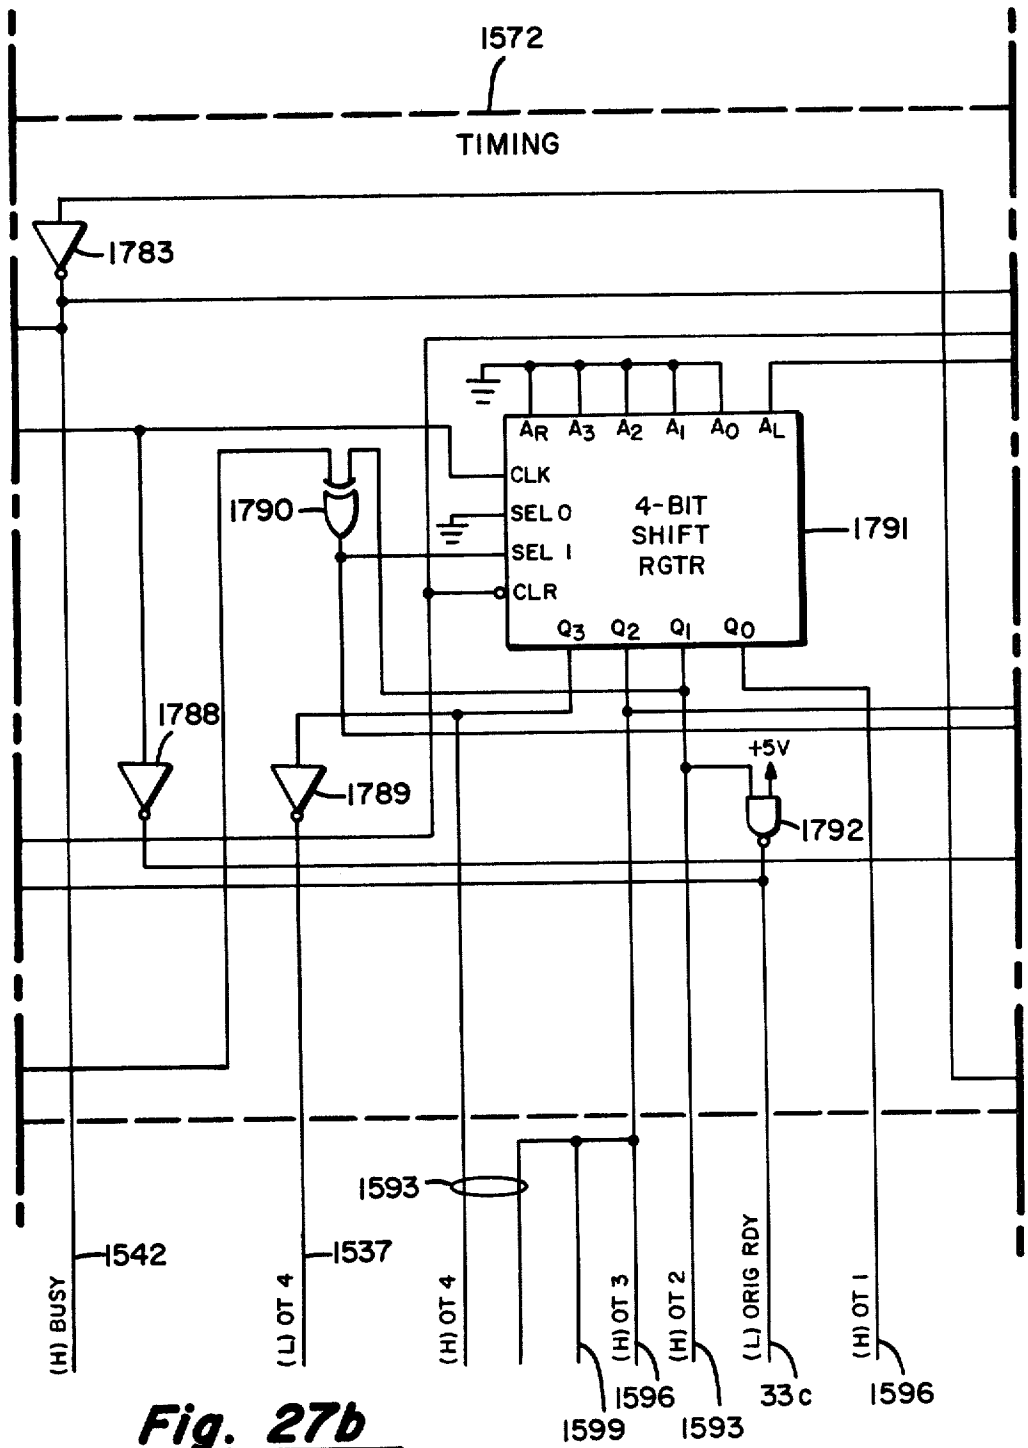 1572
TIMING
1783
AR A3 A2 A1 A0 AL
CLK
1790
SEL 0
4-BIT
SHIFT
RGTR
1791
SEL 1
CLR
Q3 Q2 Q1 Q0
1788
+5V
1789
1792
1593
1542
1537
(H) BUSY
(L) OT 4
(H) OT 4
(H) OT 3
(H) OT 2
(L) ORIG RDY
(H) OT 1
1599
1596
1593
33c
1596
Fig. 27b